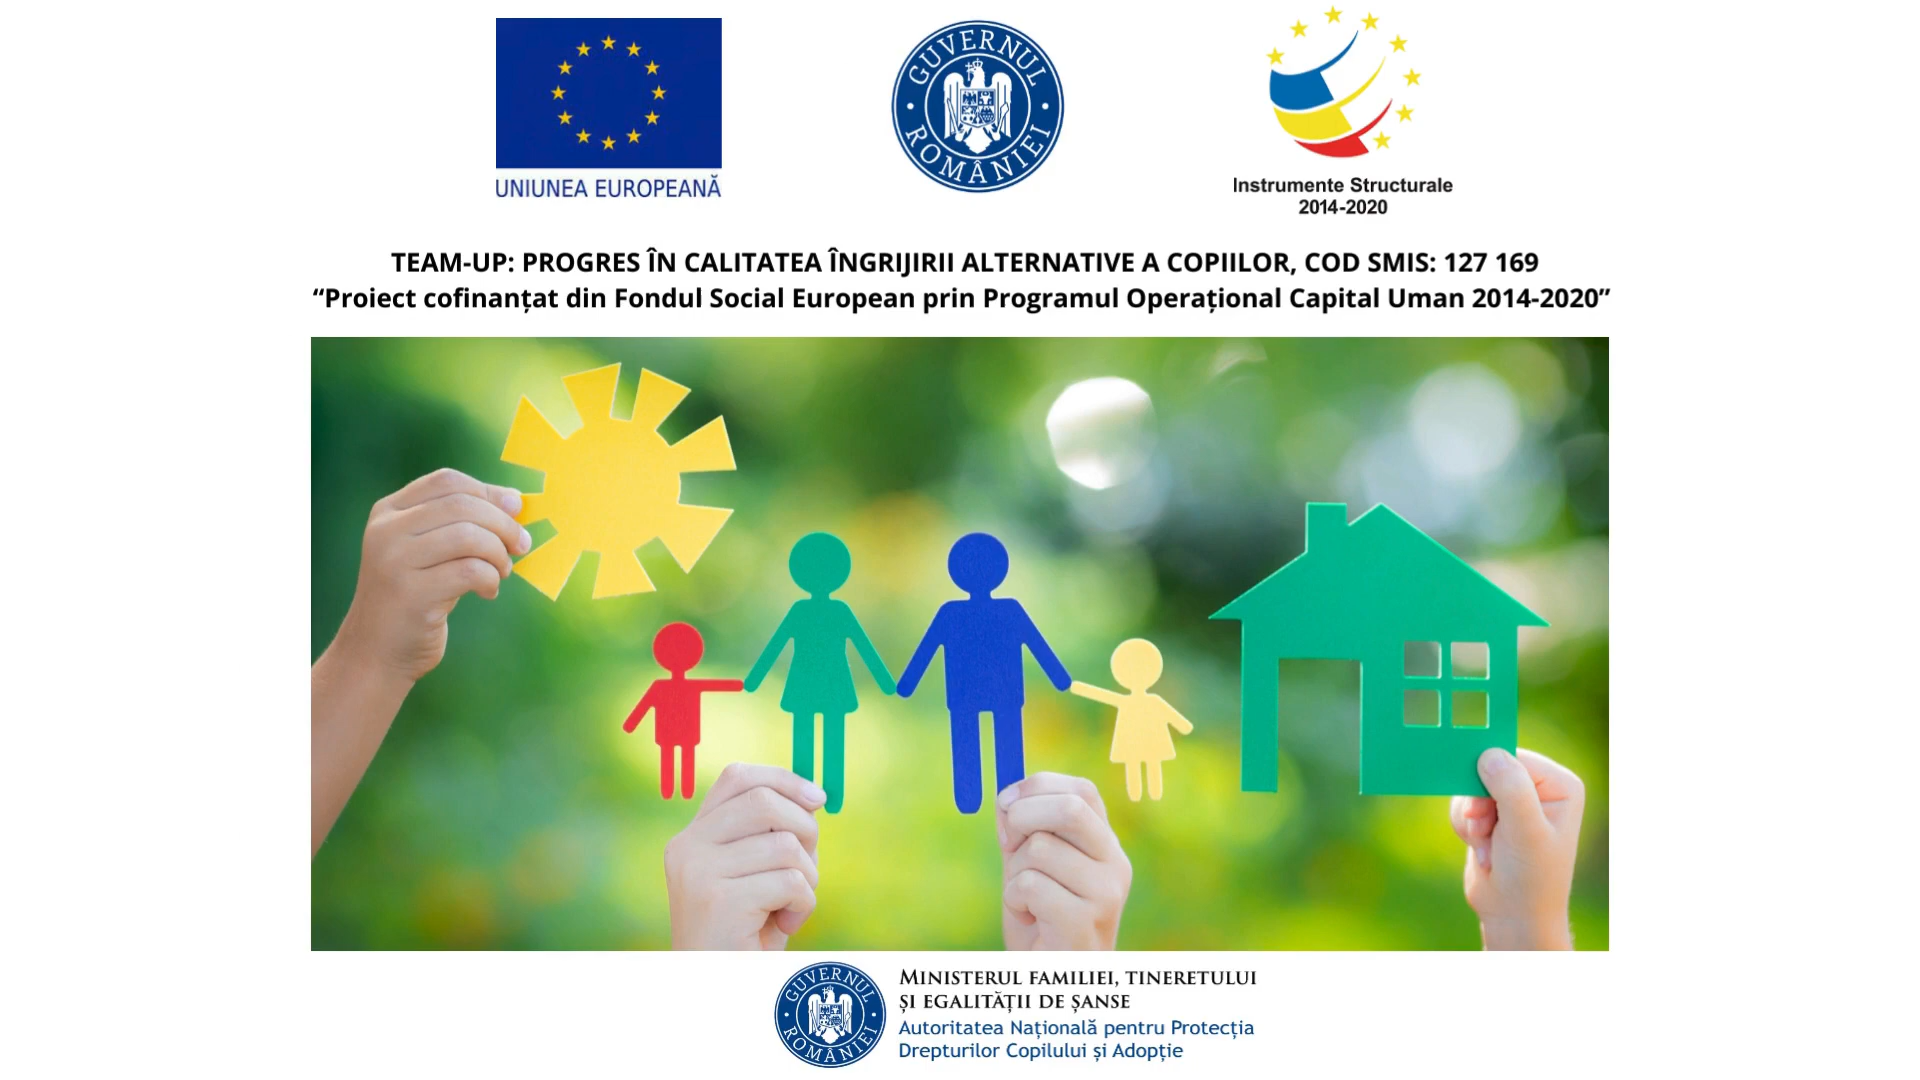 UNIUNEA EUROPEANĂ
GUVERNUL ROMÂNIEI
Instrumente Structurale
2014-2020
TEAM-UP: PROGRES ÎN CALITATEA ÎNGRIJIRII ALTERNATIVE A COPIILOR, COD SMIS: 127 169
“Proiect cofinanțat din Fondul Social European prin Programul Operațional Capital Uman 2014-2020”
GUVERNUL ROMÂNIEI
MINISTERUL FAMILIEI, TINERETULUI
ȘI EGALITĂȚII DE ȘANSE
Autoritatea Națională pentru Protecția
Drepturilor Copilului și Adopție